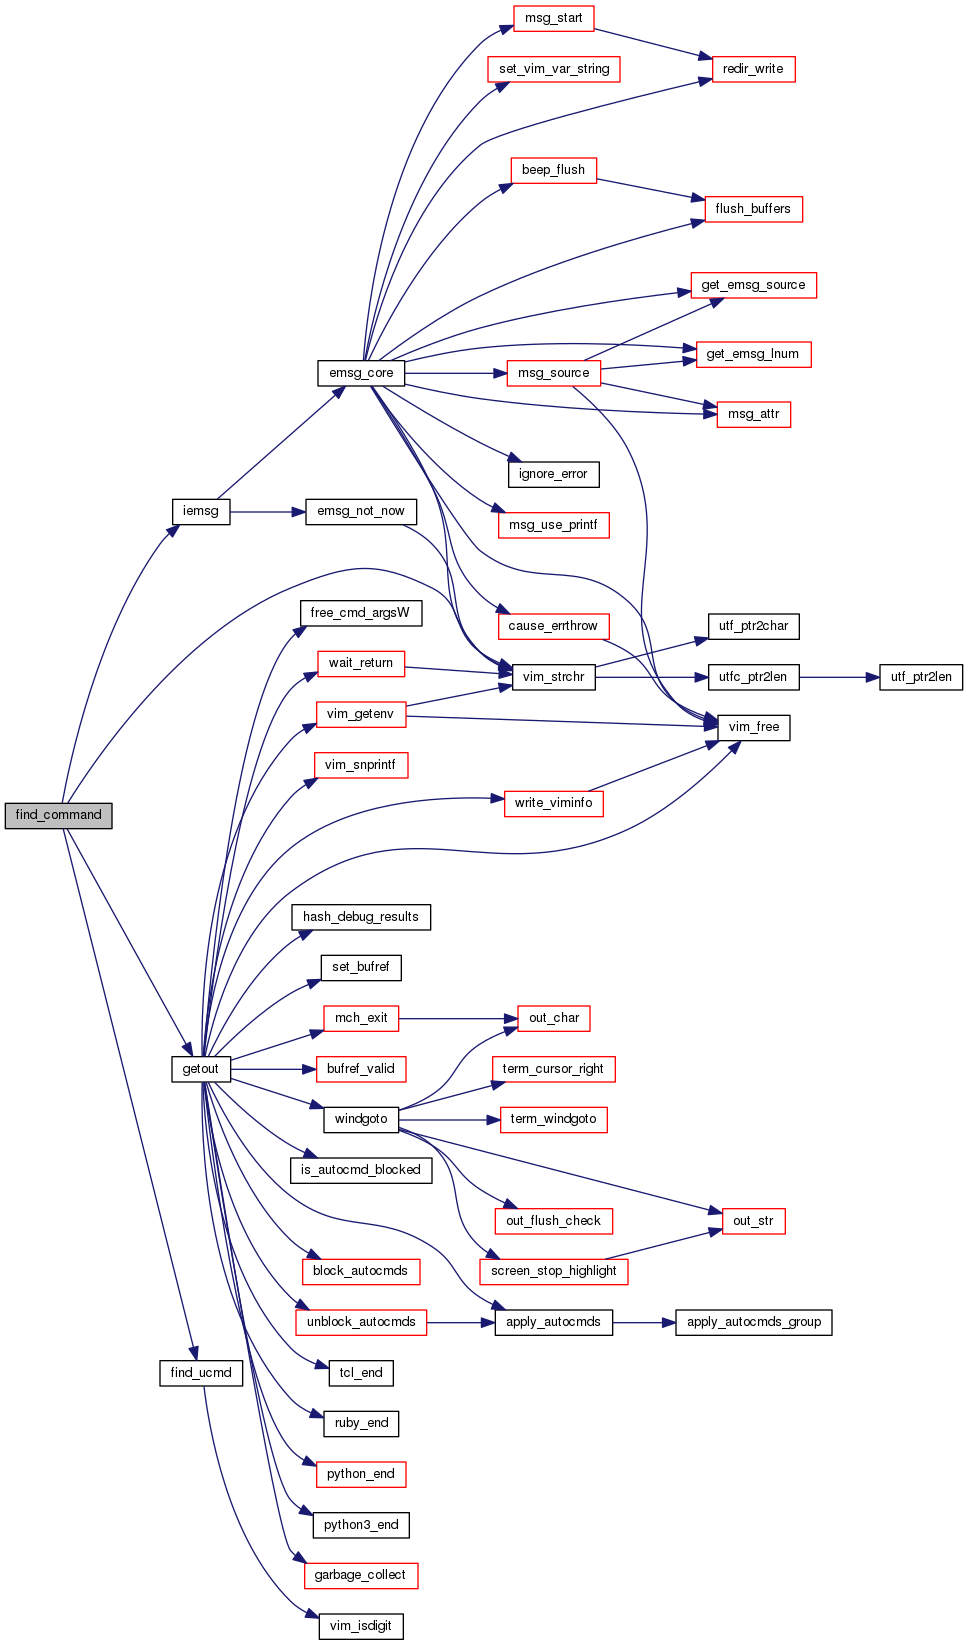 msg_start
set_vim_var_string
redir_write
beep_flush
flush_buffers
get_emsg_source
get_emsg_lnum
emsg_core
msg_source
msg_attr
ignore_error
iemsg
emsg_not_now
msg_use_printf
free_cmd_argsW
cause_errthrow
utf_ptr2char
wait_return
vim_strchr
utfc_ptr2len
utf_ptr2len
vim_getenv
vim_free
vim_snprintf
write_viminfo
find_command
hash_debug_results
set_bufref
mch_exit
out_char
getout
bufref_valid
term_cursor_right
windgoto
term_windgoto
is_autocmd_blocked
out_flush_check
out_str
block_autocmds
screen_stop_highlight
unblock_autocmds
apply_autocmds
apply_autocmds_group
find_ucmd
tcl_end
ruby_end
python_end
python3_end
garbage_collect
vim_isdigit